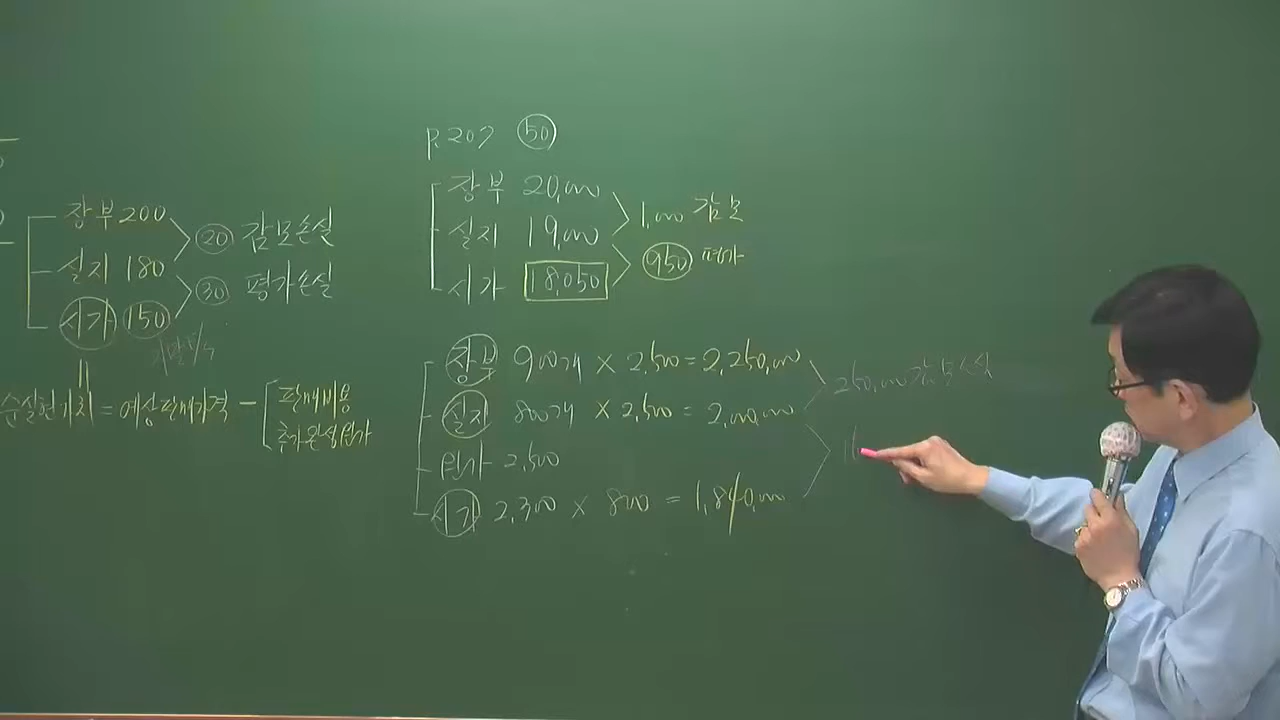 장부 200
실지 180
시가 150
20 감모손실
30 평가손실
순실현가치 = 예상판매가격 - 판매비용
추가완성원가
P.207 50
장부 20,000
실지 19,000
시가 18,050
1,000 감모
950 평가
장부 900개 × 2,500 = 2,250,000
실지 800개 × 2,500 = 2,000,000
원가 2,500
시가 2,300 × 800 = 1,840,000
250,000 감모손실
16